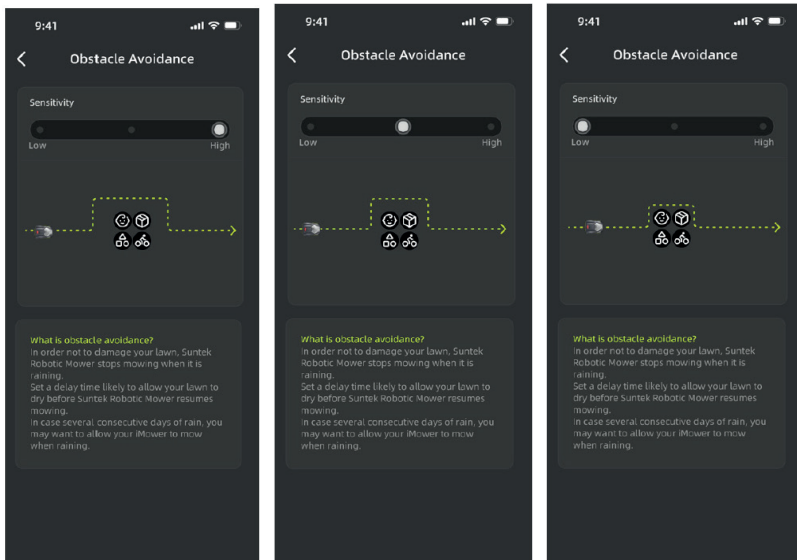 9:41
Obstacle Avoidance
Sensitivity
Low High
What is obstacle avoidance?
In order not to damage your lawn, Suntek
Robotic Mower stops mowing when it is
raining.
Set a delay time likely to allow your lawn to
dry before Suntek Robotic Mower resumes
mowing.
In case several consecutive days of rain, you
may want to allow your iMower to mow
when raining.
9:41
Obstacle Avoidance
Sensitivity
Low High
What is obstacle avoidance?
In order not to damage your lawn, Suntek
Robotic Mower stops mowing when it is
raining.
Set a delay time likely to allow your lawn to
dry before Suntek Robotic Mower resumes
mowing.
In case several consecutive days of rain, you
may want to allow your iMower to mow
when raining.
9:41
Obstacle Avoidance
Sensitivity
Low High
What is obstacle avoidance?
In order not to damage your lawn, Suntek
Robotic Mower stops mowing when it is
raining.
Set a delay time likely to allow your lawn to
dry before Suntek Robotic Mower resumes
mowing.
In case several consecutive days of rain, you
may want to allow your iMower to mow
when raining.